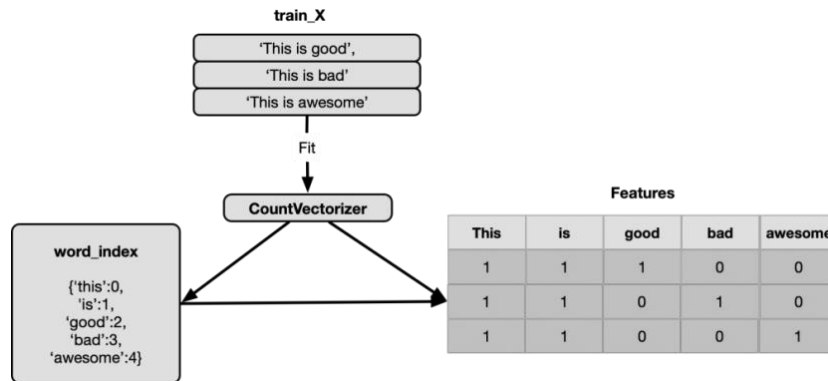 train_X
‘This is good’,
‘This is bad’
‘This is awesome’
Fit
CountVectorizer
word_index
{‘this’:0,
‘is’:1,
‘good’:2,
‘bad’:3,
‘awesome’:4}
Features
This is good bad awesome
1 1 1 0 0
1 1 0 1 0
1 1 0 0 1